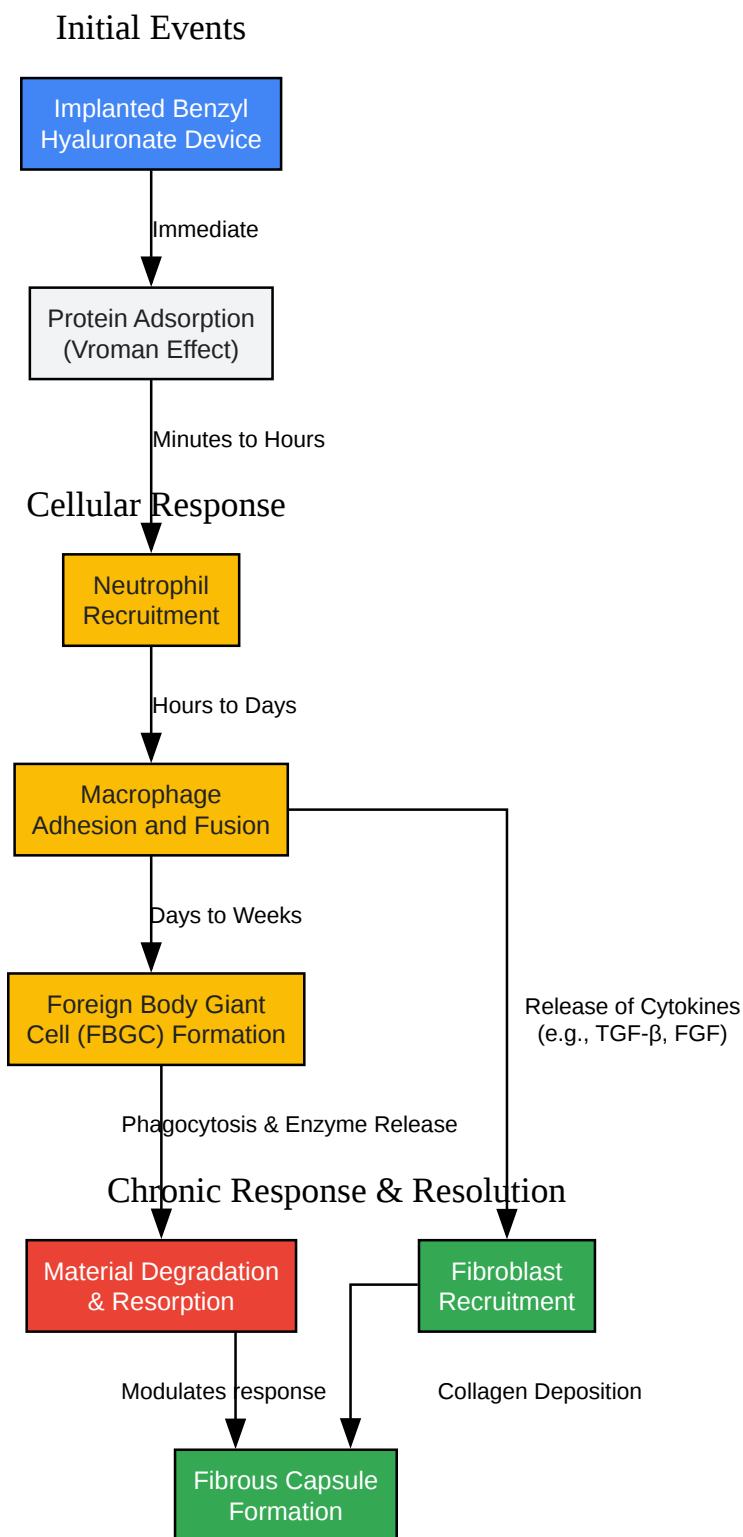 Initial Events
Implanted Benzyl
Hyaluronate Device
Immediate
Protein Adsorption
(Vroman Effect)
Minutes to Hours
Cellular Response
Neutrophil
Recruitment
Hours to Days
Macrophage
Adhesion and Fusion
Days to Weeks
Foreign Body Giant
Cell (FBGC) Formation
Release of Cytokines
(e.g., TGF-β, FGF)
Phagocytosis & Enzyme Release
Chronic Response & Resolution
Material Degradation
& Resorption
Fibroblast
Recruitment
Modulates response
Collagen Deposition
Fibrous Capsule
Formation